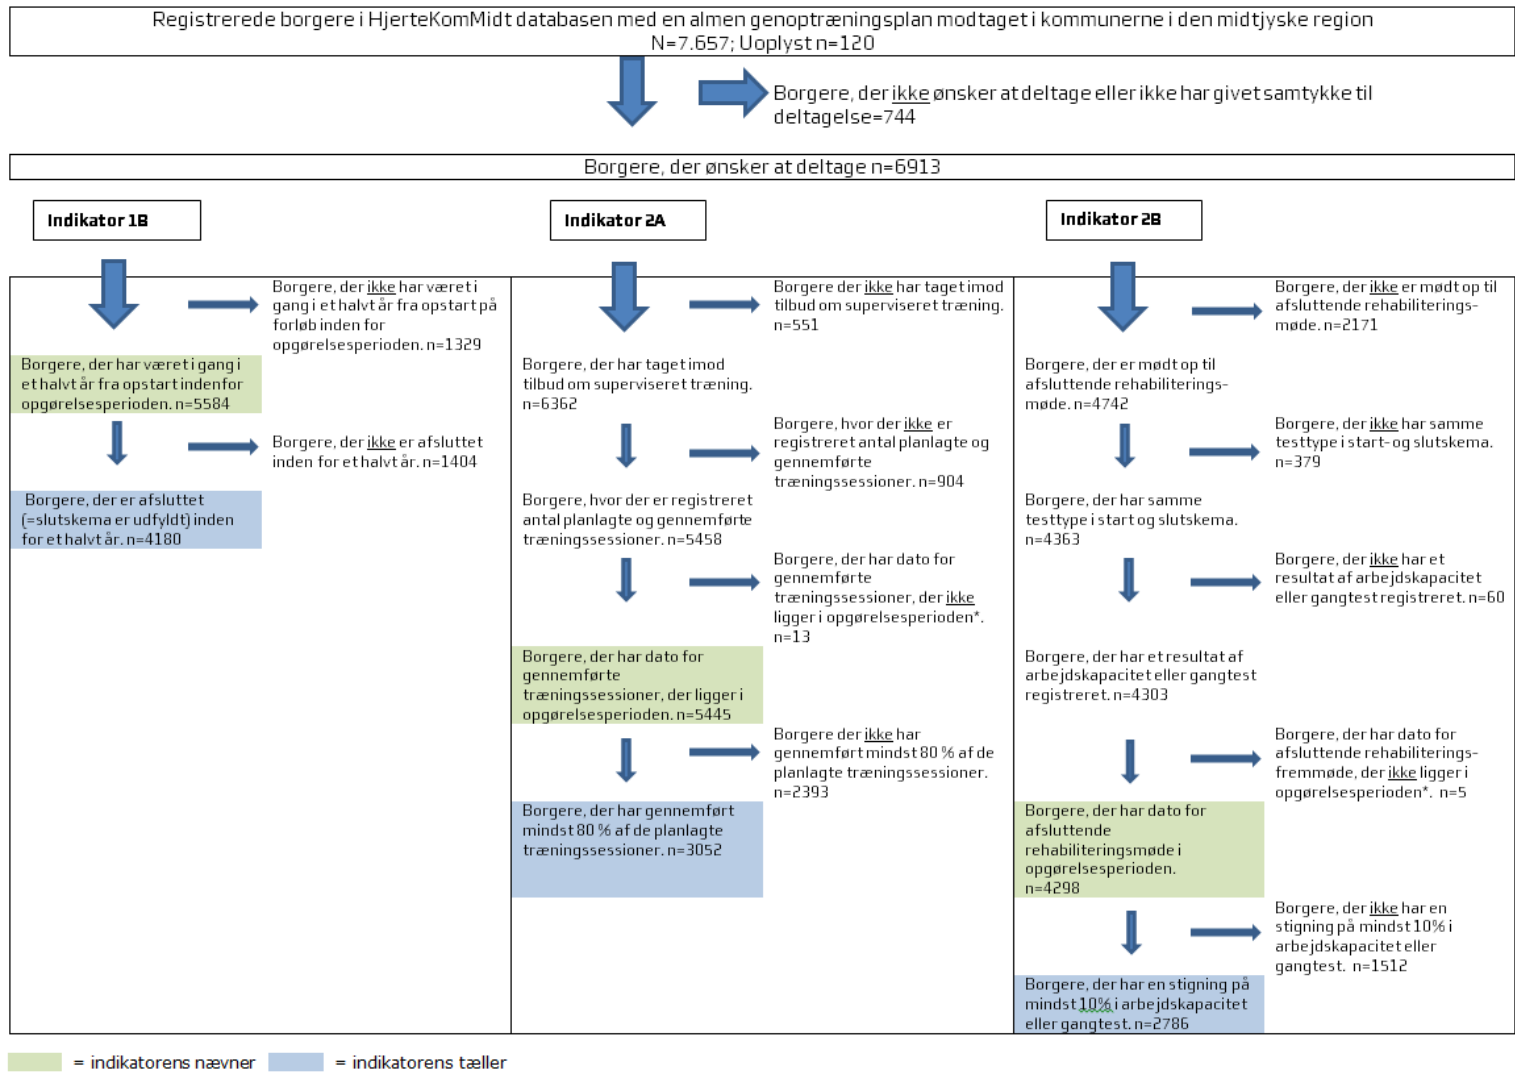 Registrerede borgere i HjerteKomMidt databasen med en almen genoptræningsplan modtaget i kommunerne i den midtjyske region
N=7.657; Uoplyst n=120
Borgere, der ikke ønsker at deltage eller ikke har givet samtykke til
deltagelse=744
Borgere, der ønsker at deltage n=6913
Indikator 1B
Borgere, der ikke har været i
gang i et halvt år fra opstart på
forløb inden for
opgørelsesperioden. n=1329
Borgere, der har været i gang i
et halvt år fra opstart indenfor
opgørelsesperioden. n=5584
Borgere, der ikke er afsluttet
inden for et halvt år. n=1404
Borgere, der er afsluttet
(=slutskema er udfyldt) inden
for et halvt år. n=4180
Indikator 2A
Borgere der ikke har taget imod
tilbud om superviseret træning.
n=551
Borgere, der har taget imod
tilbud om superviseret træning.
n=6362
Borgere, hvor der ikke er
registreret antal planlagte og
gennemførte
træningssessioner. n=904
Borgere, hvor der er registreret
antal planlagte og gennemførte
træningssessioner. n=5458
Borgere, der har dato for
gennemførte
træningssessioner, der ikke
ligger i opgørelsesperioden*.
n=13
Borgere, der har dato for
gennemførte
træningssessioner, der ligger i
opgørelsesperioden. n=5445
Borgere der ikke har
gennemført mindst 80 % af de
planlagte træningssessioner.
n=2393
Borgere, der har gennemført
mindst 80 % af de planlagte
træningssessioner. n=3052
Indikator 2B
Borgere, der ikke er mødt op til
afsluttende rehabiliterings-
møde. n=2171
Borgere, der er mødt op til
afsluttende rehabiliterings-
møde. n=4742
Borgere, der ikke har samme
testtype i start- og slutskema.
n=379
Borgere, der har samme
testtype i start og slutskema.
n=4363
Borgere, der ikke har et
resultat af arbejdskapacitet
eller gangtest registreret. n=60
Borgere, der har et resultat af
arbejdskapacitet eller gangtest
registreret. n=4303
Borgere, der har dato for
afsluttende rehabiliterings-
fremmøde, der ikke ligger i
opgørelsesperioden*. n=5
Borgere, der har dato for
afsluttende
rehabiliteringsmøde i
opgørelsesperioden.
n=4298
Borgere, der ikke har en
stigning på mindst 10% i
arbejdskapacitet eller
gangtest. n=1512
Borgere, der har en stigning på
mindst 10% i arbejdskapacitet
eller gangtest. n=2786
= indikatorens nævner
= indikatorens tæller